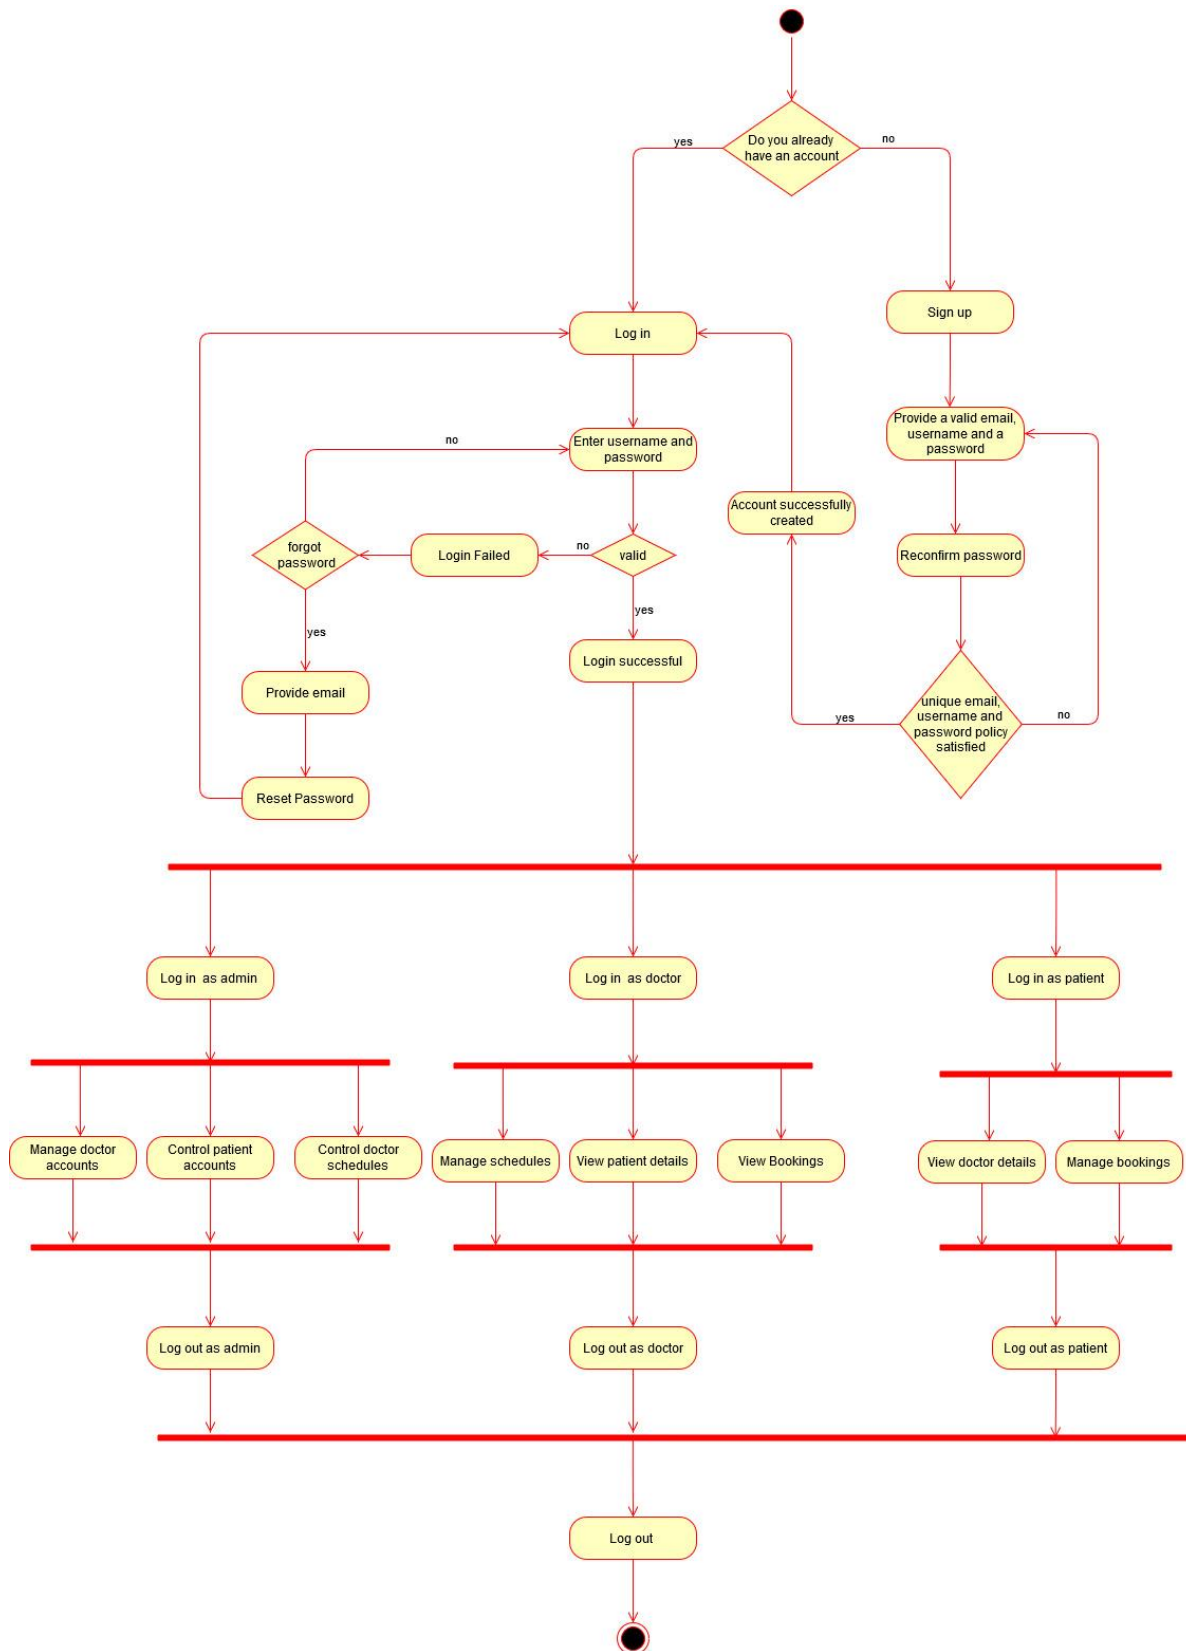 Do you already
have an account
yes
no
Log in
Sign up
Provide a valid email,
username and a
password
Enter username and
password
no
Account successfully
created
forgot
password
Login Failed
no
valid
Reconfirm password
yes
yes
Login successful
Provide email
unique email,
username and
password policy
satisfied
yes
no
Reset Password
Log in  as admin
Log in  as doctor
Log in as patient
Manage doctor
accounts
Control patient
accounts
Control doctor
schedules
Manage schedules
View patient details
View Bookings
View doctor details
Manage bookings
Log out as admin
Log out as doctor
Log out as patient
Log out